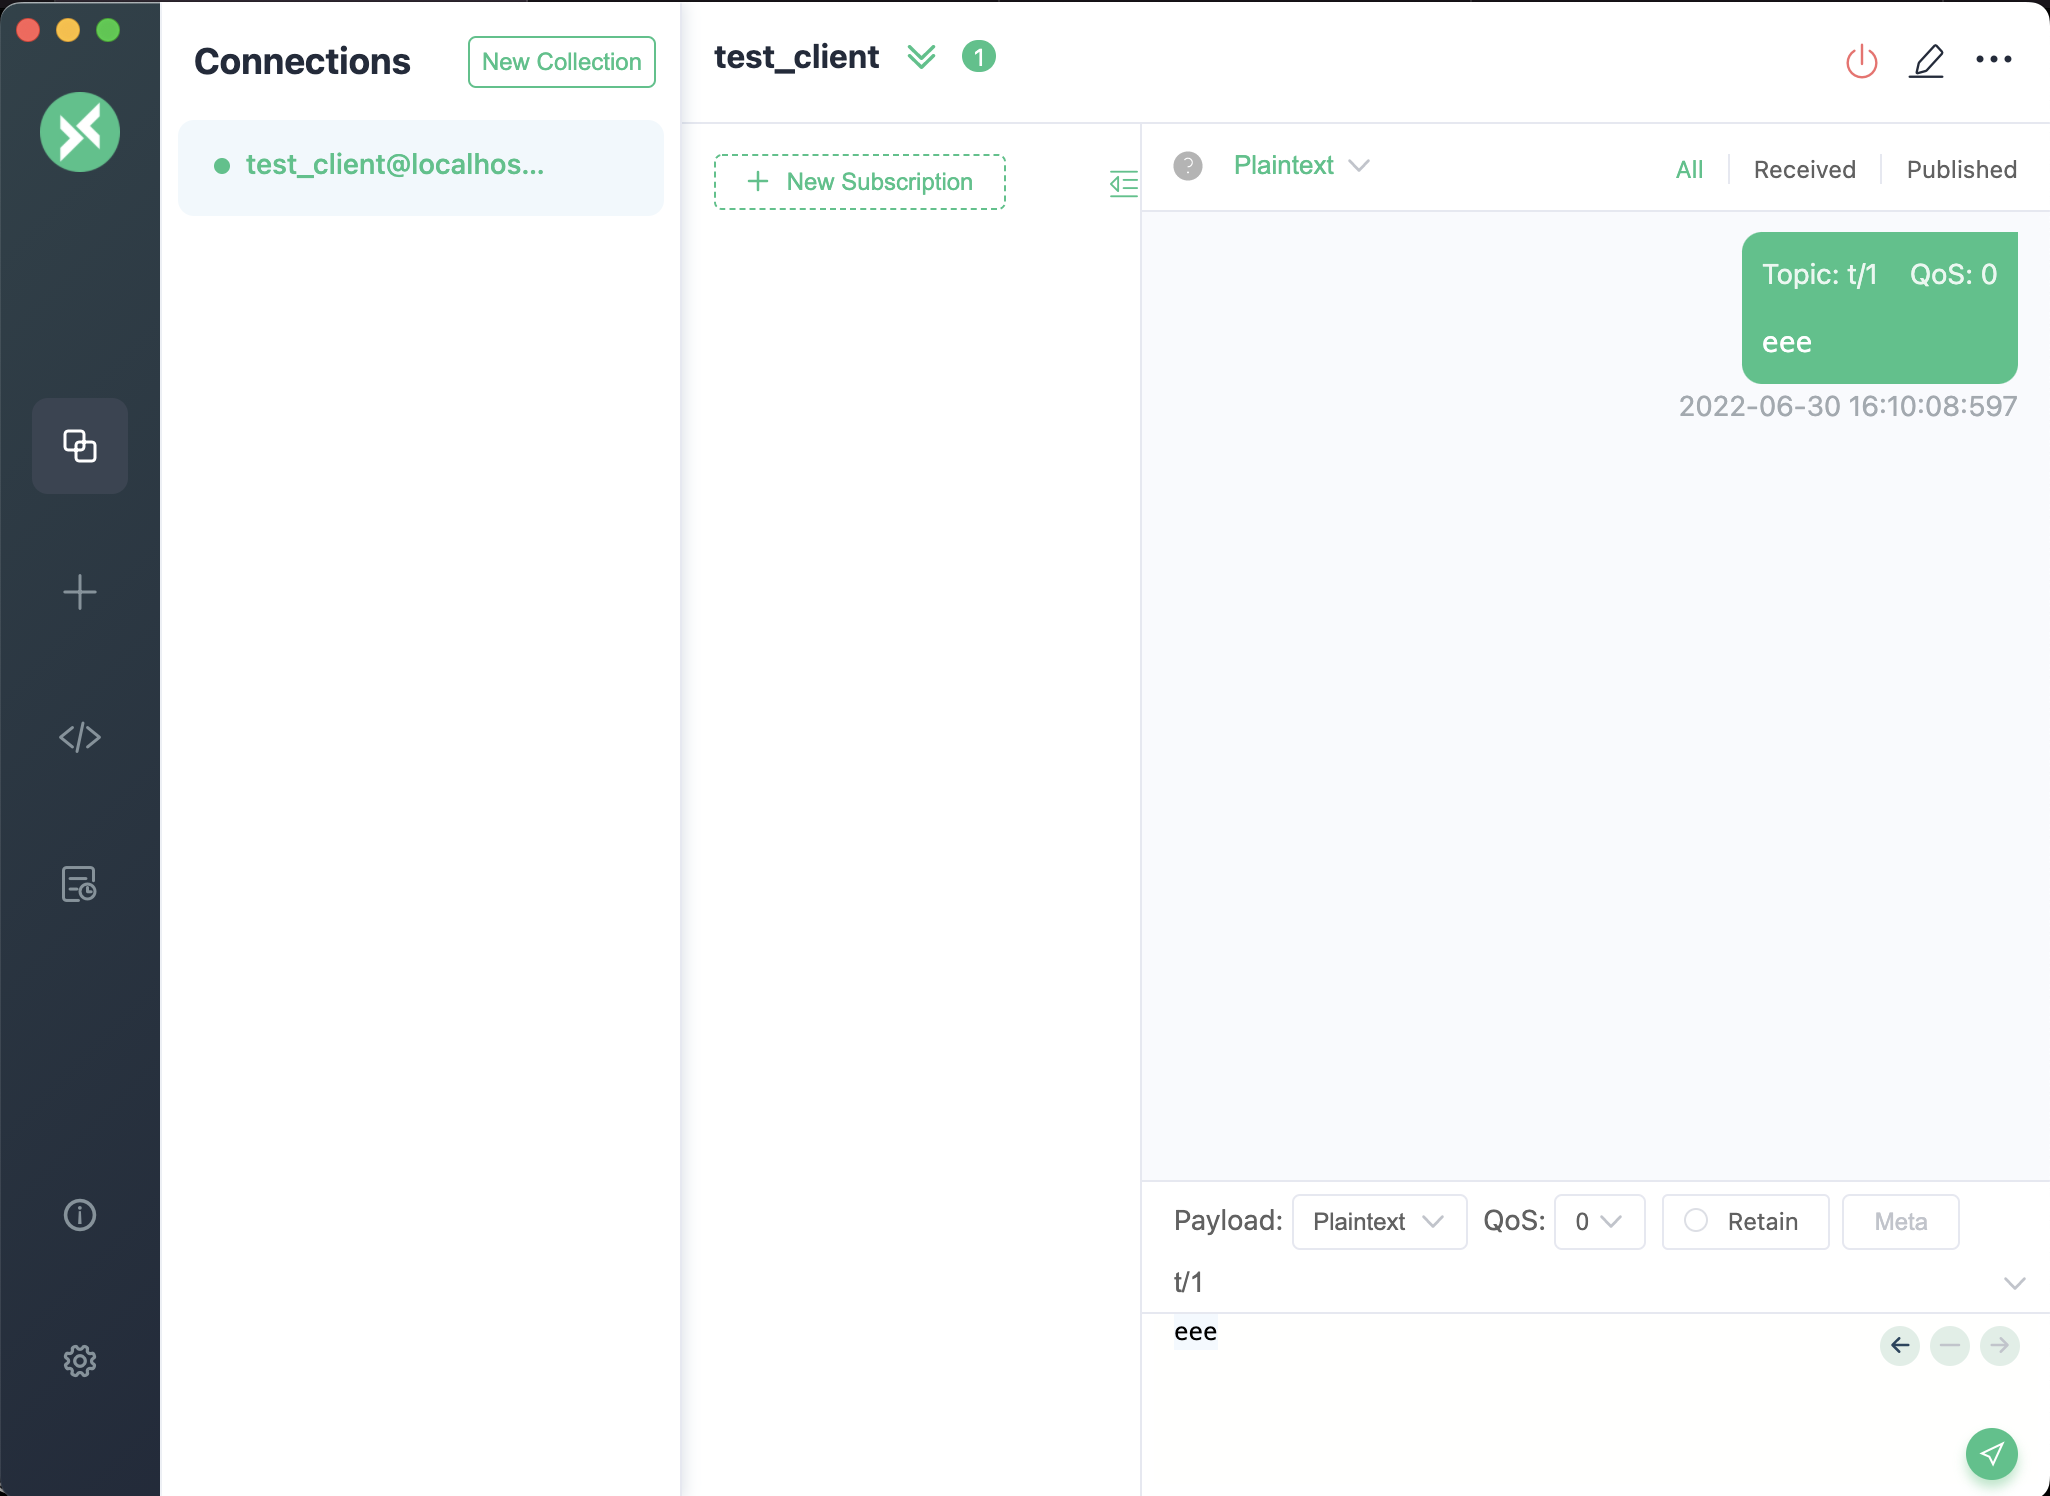 Connections
New Collection
test_client@localhos...
test_client
1
New Subscription
Plaintext
All
Received
Published
Topic: t/1 QoS: 0
eee
2022-06-30 16:10:08:597
Payload: Plaintext QoS: 0 Retain Meta
t/1
eee